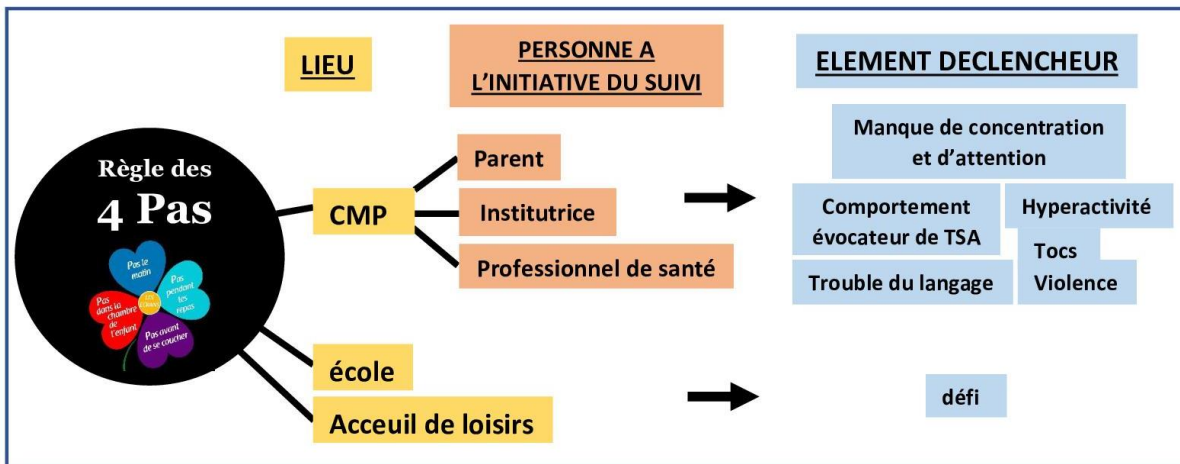 LIEU
PERSONNE A
L'INITIATIVE DU SUIVI
ELEMENT DECLENCHEUR
Règle des
4 Pas
Pas le
matin
Pas
pendant
les
repas
Pas
dans la
chambre
de
l'enfant
Pas avant
de se coucher
CMP
Parent
Institutrice
Professionnel de santé
Manque de concentration
et d'attention
Comportement
évocateur de TSA
Hyperactivité
Tocs
Trouble du langage
Violence
école
Acceuil de loisirs
défi